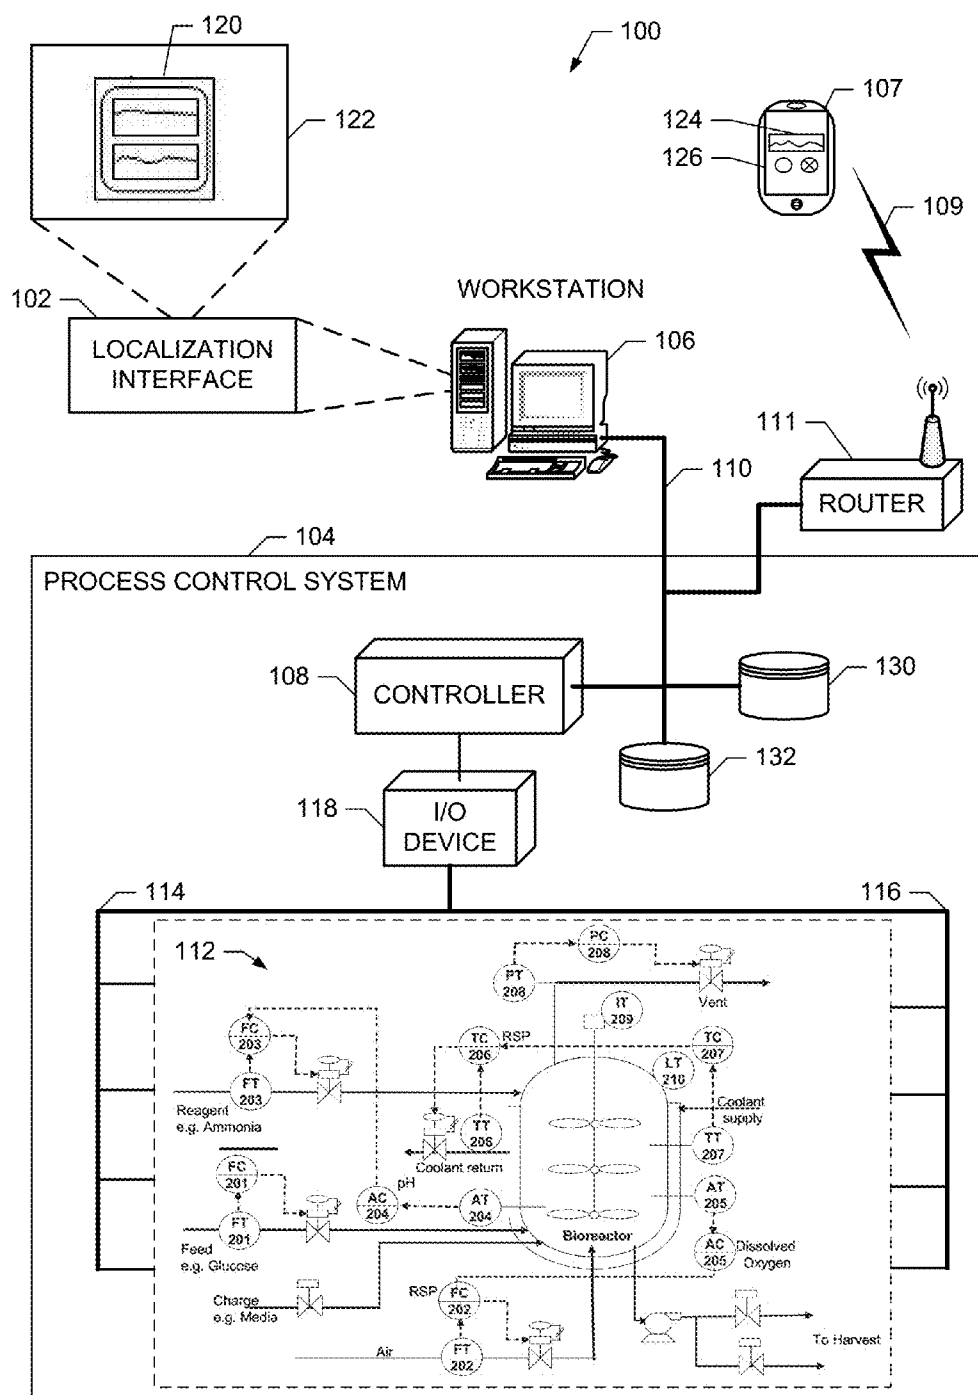 120
100
107
122
124
126
109
102
WORKSTATION
LOCALIZATION
INTERFACE
106
111
110
ROUTER
104
PROCESS CONTROL SYSTEM
108
CONTROLLER
130
132
118
I/O
DEVICE
114
116
112
PC
208
PT
208
Vent
IT
209
FC
203
TC
206
RSP
TC
207
LT
210
FT
203
Reagent
e.g. Ammonia
Coolant
supply
TT
206
TT
207
Coolant return
FC
201
pH
AC
204
AT
204
AT
205
FT
201
Bioreactor
Feed
e.g. Glucose
AC
205
Dissolved
Oxygen
Charge
e.g. Media
RSP
FC
202
To Harvest
Air
FT
202